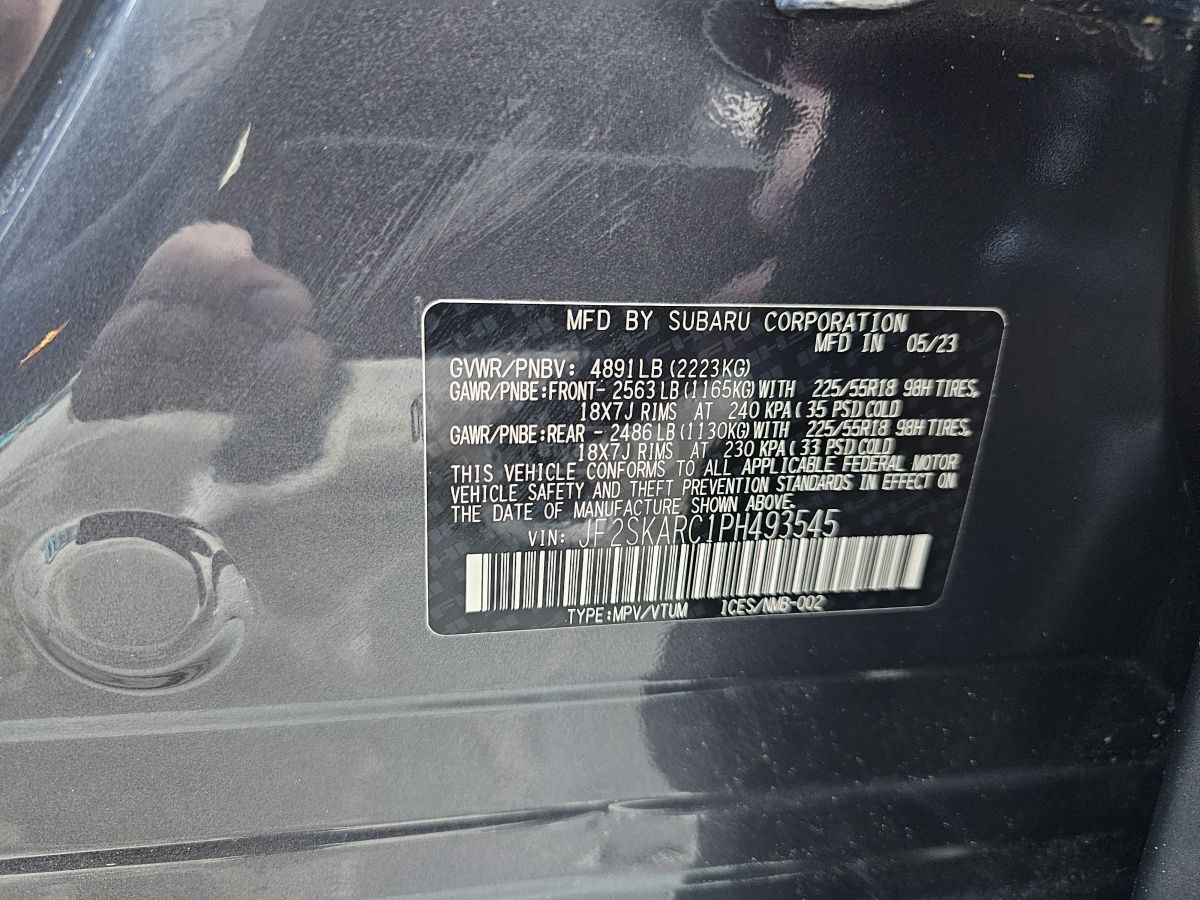 MFD BY SUBARU CORPORATION
MFD IN 05/23
GVWR/PNBV: 4891LB (2223KG)
GAWR/PNBE:FRONT- 2563LB (1165KG) WITH 225/55R18 98H TIRES,
18X7J RIMS AT 240 KPA ( 35 PSI) COLD
GAWR/PNBE:REAR - 2486LB (1130KG) WITH 225/55R18 98H TIRES,
18X7J RIMS AT 230 KPA ( 33 PSI) COLD
THIS VEHICLE CONFORMS TO ALL APPLICABLE FEDERAL MOTOR
VEHICLE SAFETY AND THEFT PREVENTION STANDARDS IN EFFECT ON
THE DATE OF MANUFACTURE SHOWN ABOVE.
VIN: JF2SKARC1PH493545
TYPE:MPV/VTUM ICES/NMB-002